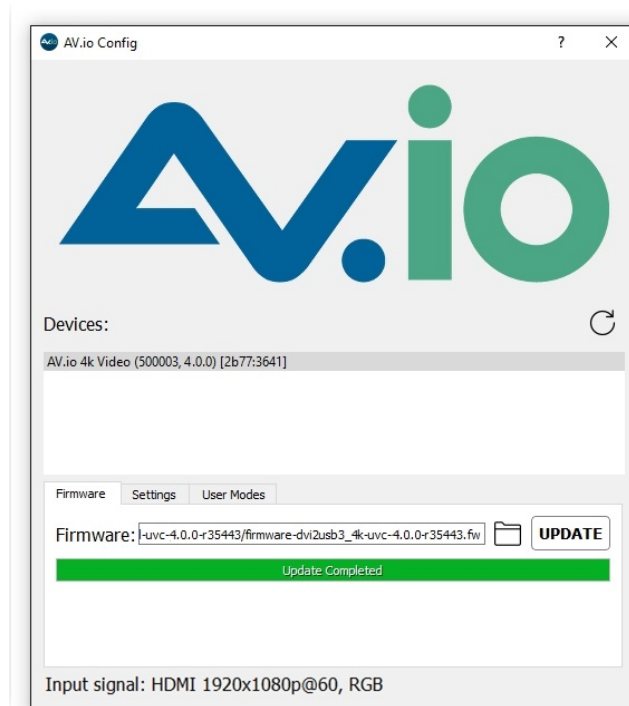 AV.io Config ? ×
AV.io
Devices:
AV.io 4k Video (500003, 4.0.0) [2b77:3641]
Firmware Settings User Modes
Firmware: l-uvc-4.0.0-r35443/firmware-dvi2usb3_4k-uvc-4.0.0-r35443.fw UPDATE
Update Completed
Input signal: HDMI 1920x1080p@60, RGB